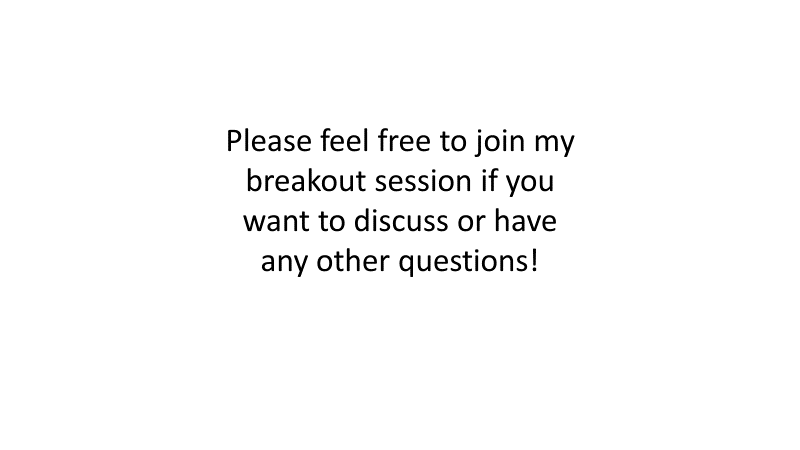 Please feel free to join my
breakout session if you
want to discuss or have
any other questions!